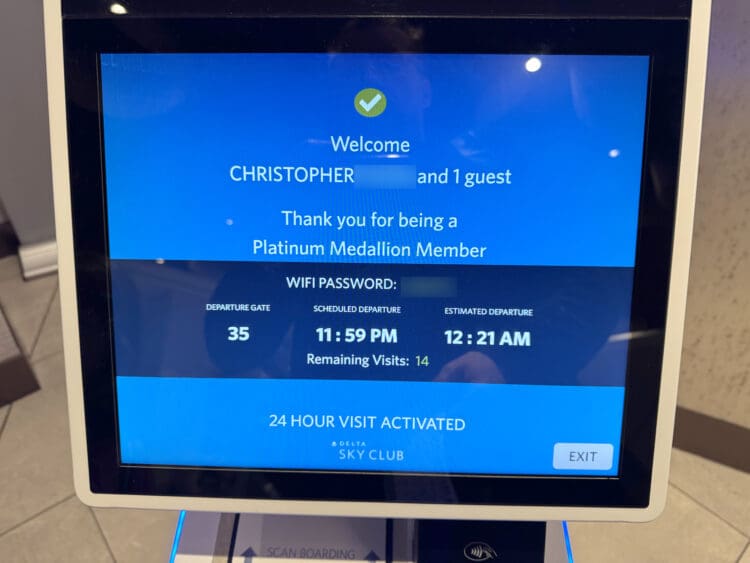 Welcome
CHRISTOPHER and 1 guest
Thank you for being a
Platinum Medallion Member
WIFI PASSWORD:
DEPARTURE GATE SCHEDULED DEPARTURE ESTIMATED DEPARTURE
35 11:59 PM 12:21 AM
Remaining Visits: 14
24 HOUR VISIT ACTIVATED
DELTA
SKY CLUB
EXIT
SCAN BOARDING